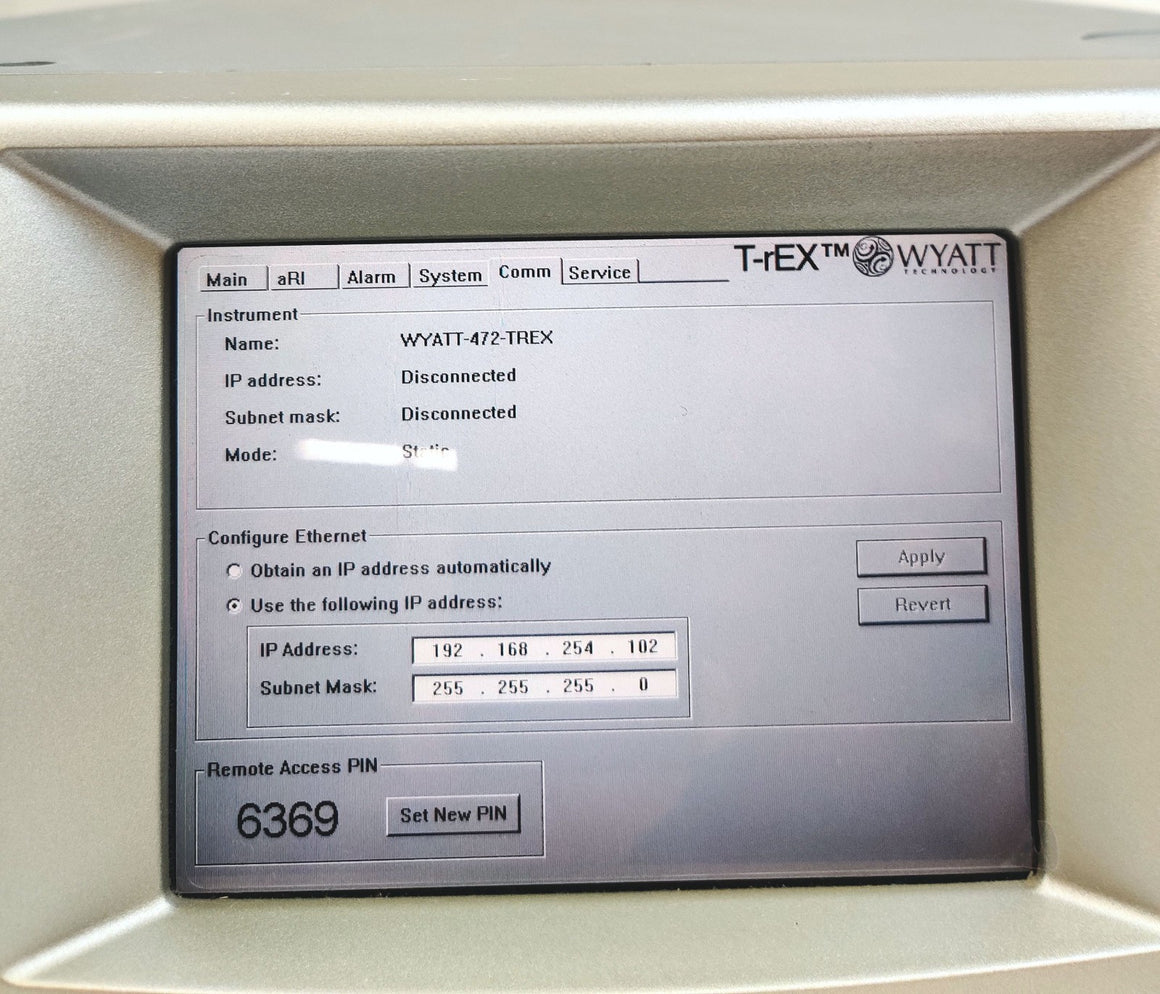 T-rEX™ WYATT
TECHNOLOGY
Main aRI Alarm System Comm Service
Instrument
Name: WYATT-472-TREX
IP address: Disconnected
Subnet mask: Disconnected
Mode: Static
Configure Ethernet
Obtain an IP address automatically
Use the following IP address:
IP Address: 192 . 168 . 254 . 102
Subnet Mask: 255 . 255 . 255 . 0
Apply
Revert
Remote Access PIN
6369 Set New PIN